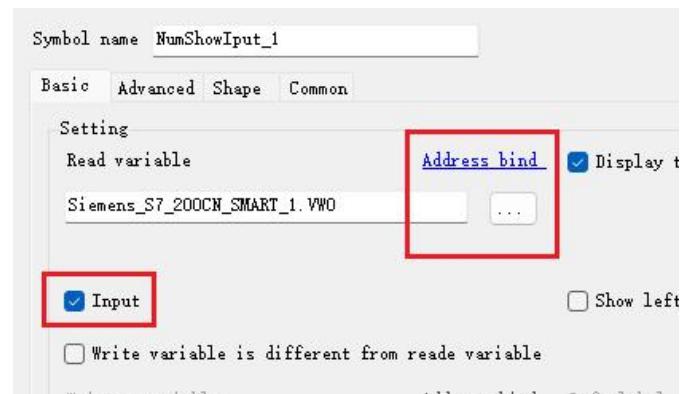 Symbol name NumShowIput_1
Basic Advanced Shape Common
Setting
Read variable Address bind Display t
Siemens_S7_200CN_SMART_1.VW0 ...
Input Show left
Write variable is different from reade variable